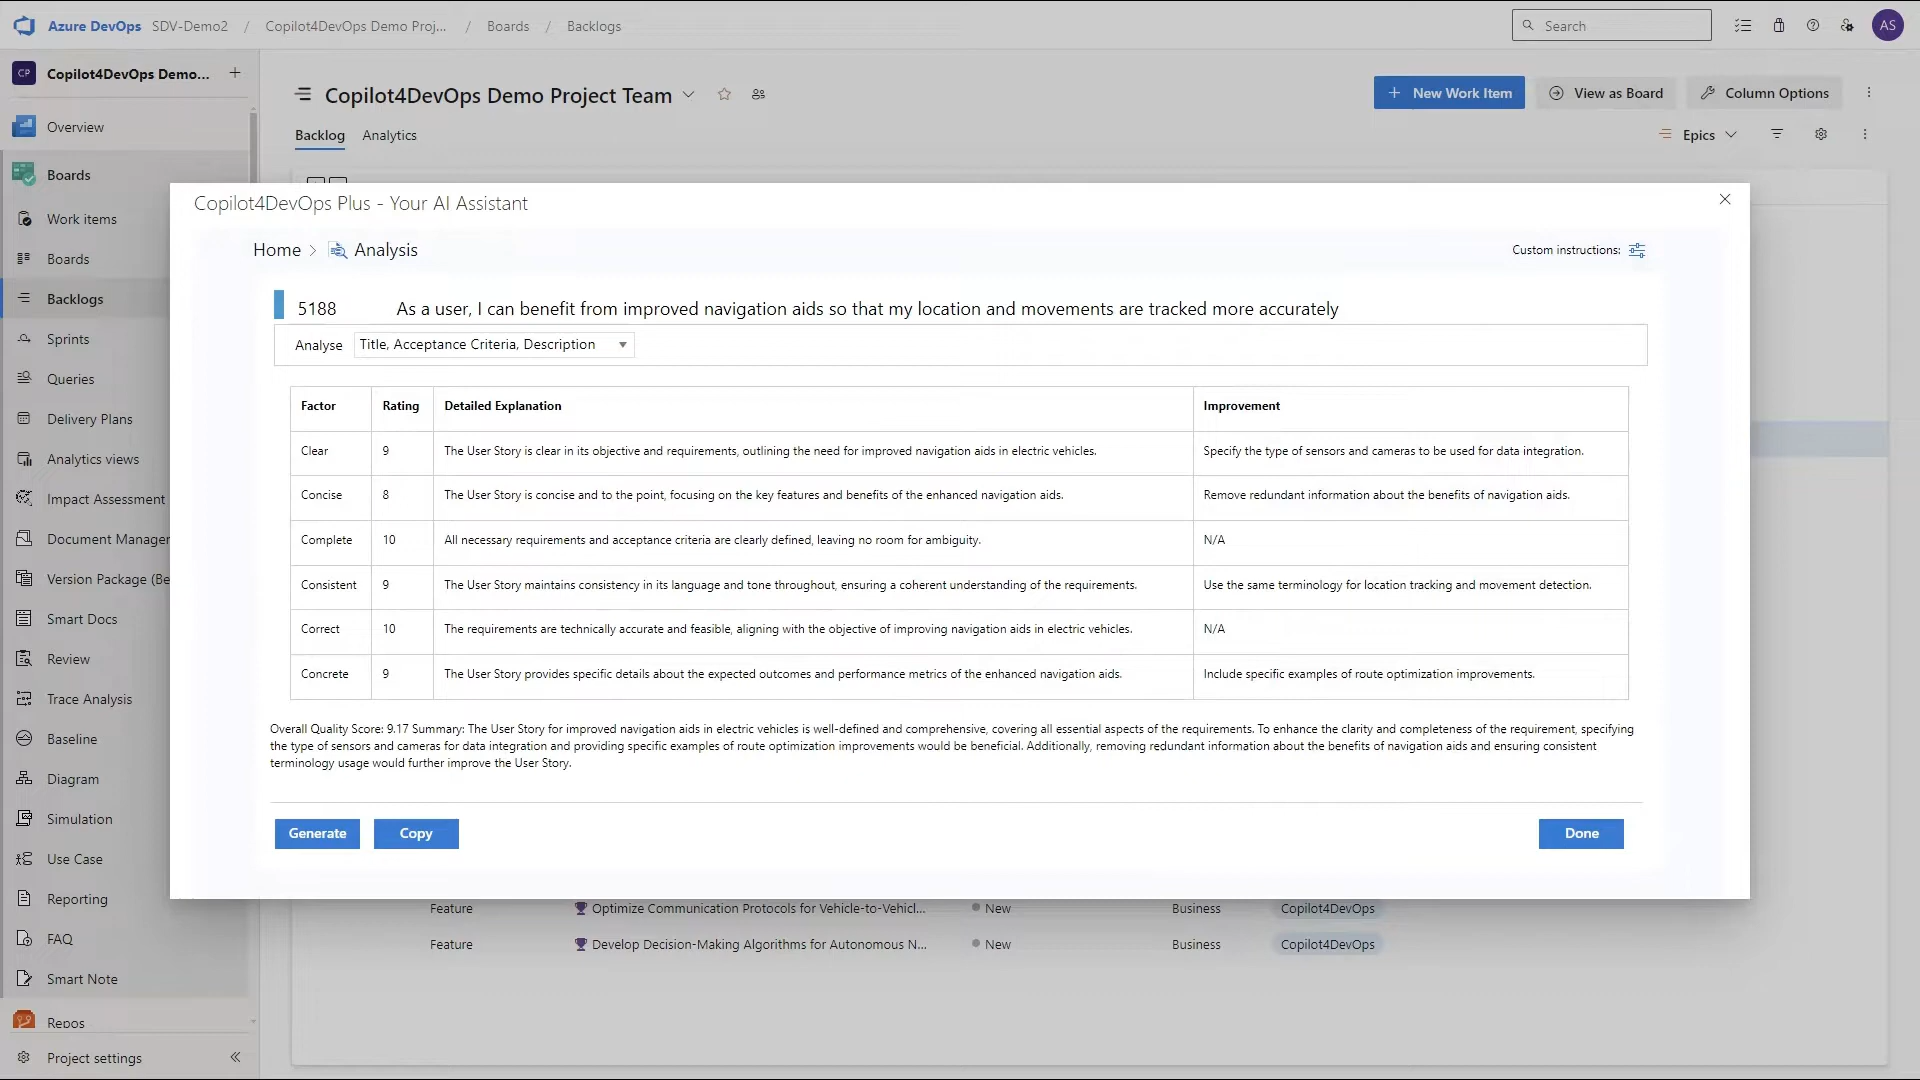 Azure DevOps SDV-Demo2 / Copilot4DevOps Demo Proj... / Boards / Backlogs
Search
AS
CP Copilot4DevOps Demo... +
Overview
Boards
Work items
Boards
Backlogs
Sprints
Queries
Delivery Plans
Analytics views
Impact Assessment
Document Manager
Version Package (Be
Smart Docs
Review
Trace Analysis
Baseline
Diagram
Simulation
Use Case
Reporting
FAQ
Smart Note
Repos
Project settings
Copilot4DevOps Demo Project Team
New Work Item
View as Board
Column Options
Backlog Analytics
Epics
Copilot4DevOps Plus - Your AI Assistant
Home > Analysis
Custom instructions:
5188 As a user, I can benefit from improved navigation aids so that my location and movements are tracked more accurately
Analyse Title, Acceptance Criteria, Description
Factor Rating Detailed Explanation Improvement
Clear 9 The User Story is clear in its objective and requirements, outlining the need for improved navigation aids in electric vehicles. Specify the type of sensors and cameras to be used for data integration.
Concise 8 The User Story is concise and to the point, focusing on the key features and benefits of the enhanced navigation aids. Remove redundant information about the benefits of navigation aids.
Complete 10 All necessary requirements and acceptance criteria are clearly defined, leaving no room for ambiguity. N/A
Consistent 9 The User Story maintains consistency in its language and tone throughout, ensuring a coherent understanding of the requirements. Use the same terminology for location tracking and movement detection.
Correct 10 The requirements are technically accurate and feasible, aligning with the objective of improving navigation aids in electric vehicles. N/A
Concrete 9 The User Story provides specific details about the expected outcomes and performance metrics of the enhanced navigation aids. Include specific examples of route optimization improvements.
Overall Quality Score: 9.17 Summary: The User Story for improved navigation aids in electric vehicles is well-defined and comprehensive, covering all essential aspects of the requirements. To enhance the clarity and completeness of the requirement, specifying
the type of sensors and cameras for data integration and providing specific examples of route optimization improvements would be beneficial. Additionally, removing redundant information about the benefits of navigation aids and ensuring consistent
terminology usage would further improve the User Story.
Generate Copy Done
Feature Optimize Communication Protocols for Vehicle-to-Vehicl... New Business Copilot4DevOps
Feature Develop Decision-Making Algorithms for Autonomous N... New Business Copilot4DevOps